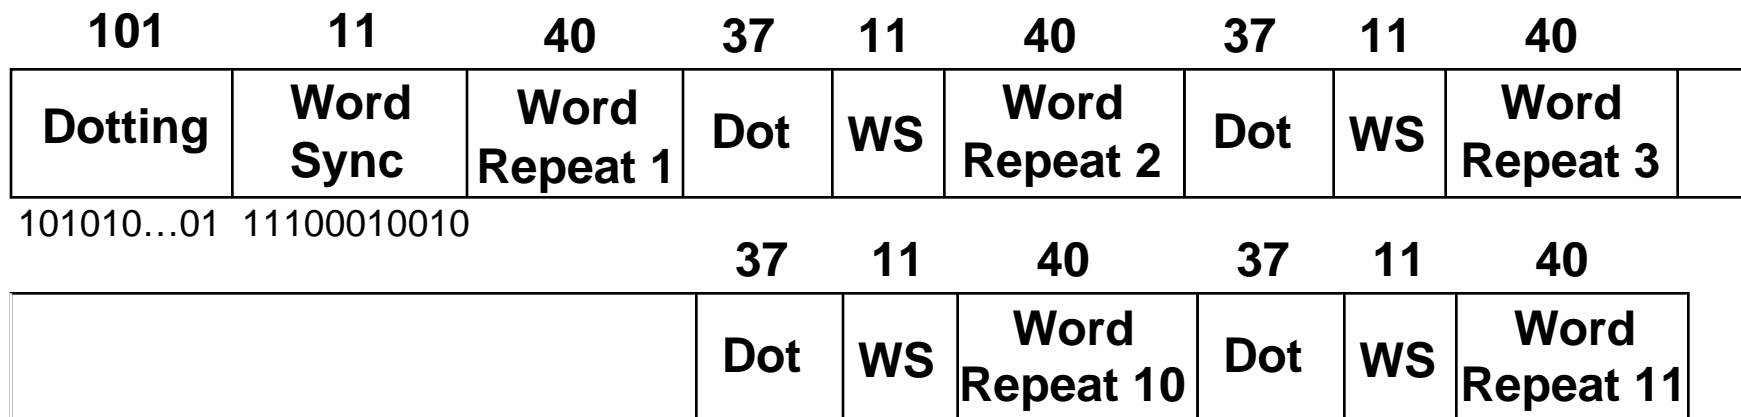 101 11 40 37 11 40 37 11 40
Dotting Word Sync Word Repeat 1 Dot WS Word Repeat 2 Dot WS Word Repeat 3
101010…01 11100010010
37 11 40 37 11 40
Dot WS Word Repeat 10 Dot WS Word Repeat 11